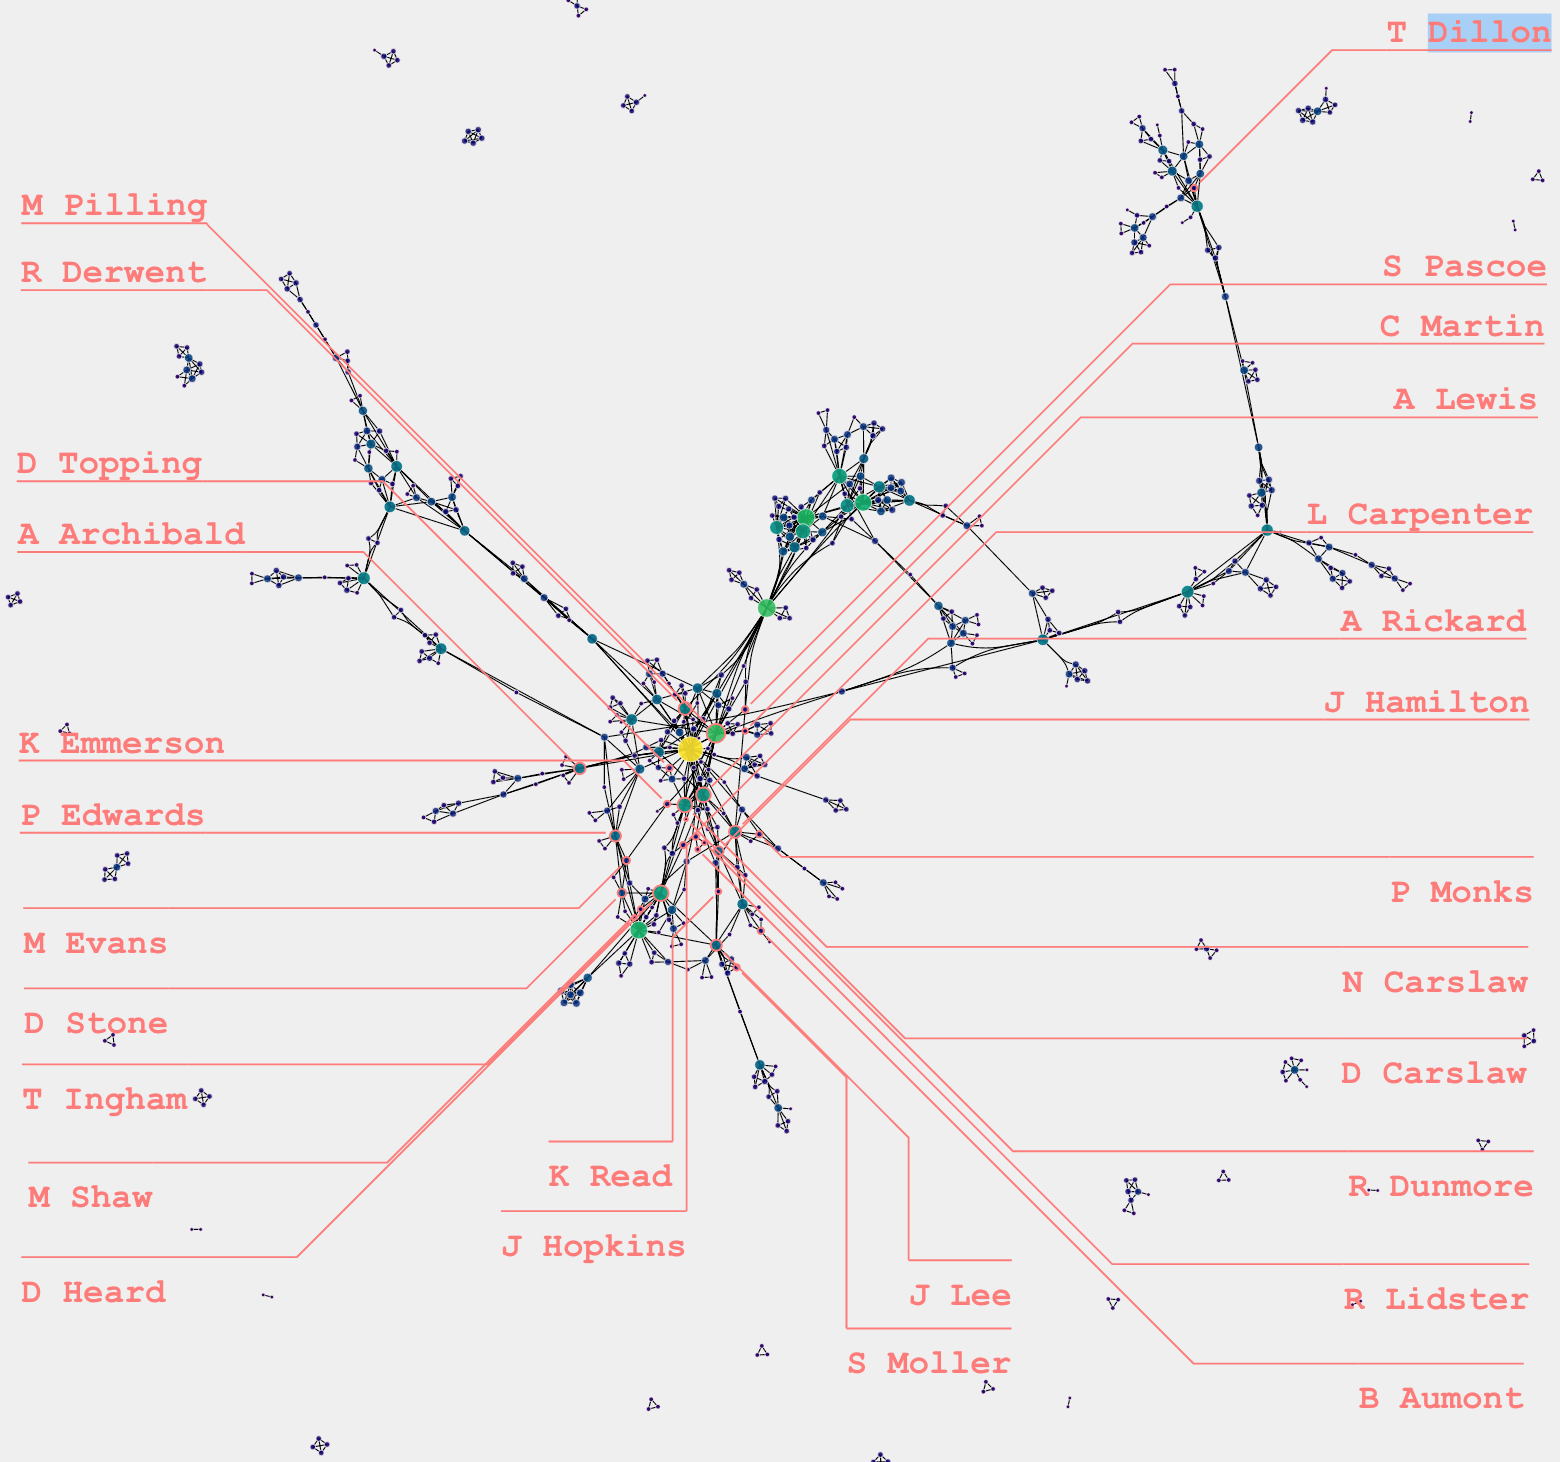 T Dillon
M Pilling
R Derwent
S Pascoe
C Martin
A Lewis
D Topping
L Carpenter
A Archibald
A Rickard
J Hamilton
K Emmerson
P Edwards
P Monks
M Evans
N Carslaw
D Stone
D Carslaw
T Ingham
K Read
R Dunmore
M Shaw
J Hopkins
D Heard
J Lee
R Lidster
S Moller
B Aumont